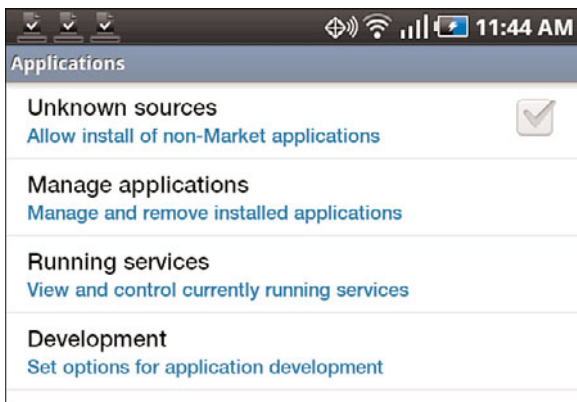 11:44 AM
Applications
Unknown sources
Allow install of non-Market applications
Manage applications
Manage and remove installed applications
Running services
View and control currently running services
Development
Set options for application development